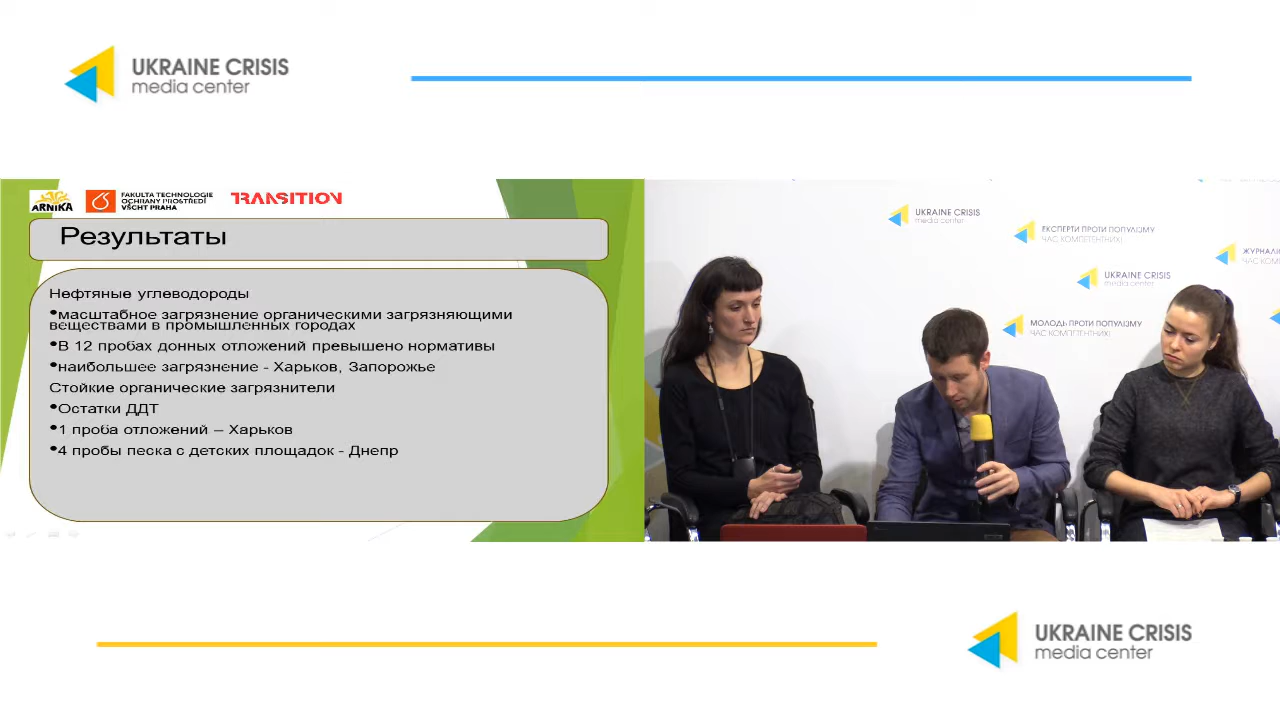 UKRAINE CRISIS
media center
ARNIKA
FAKULTA TECHNOLOGIE
OCHRANY PROSTŘEDÍ
VŠCHT PRAHA
TRANSITION
Результаты
Нефтяные углеводороды
•масштабное загрязнение органическими загрязняющими
веществами в промышленных городах
•В 12 пробах донных отложений превышено нормативы
•наибольшее загрязнение - Харьков, Запорожье
Стойкие органические загрязнители
•Остатки ДДТ
•1 проба отложений – Харьков
•4 пробы песка с детских площадок - Днепр
UKRAINE CRISIS
media center
ЕКСПЕРТИ ПРОТИ ПОПУЛІЗМУ
ЧАС КОМПЕТЕНТНИХ!
UKRAINE CRISIS
media center
МОЛОДЬ ПРОТИ ПОПУЛІЗМУ
ЧАС КОМПЕТЕНТНИХ!
UKRAINE CRISIS
media center